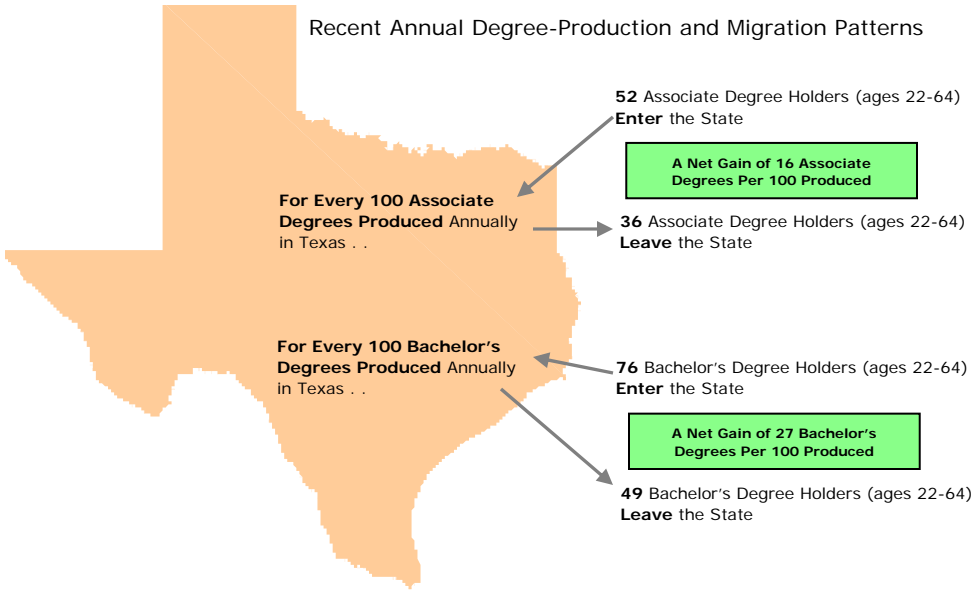 Recent Annual Degree-Production and Migration Patterns
52 Associate Degree Holders (ages 22-64)
Enter the State
A Net Gain of 16 Associate
Degrees Per 100 Produced
For Every 100 Associate
Degrees Produced Annually
in Texas . .
36 Associate Degree Holders (ages 22-64)
Leave the State
For Every 100 Bachelor's
Degrees Produced Annually
in Texas . .
76 Bachelor's Degree Holders (ages 22-64)
Enter the State
A Net Gain of 27 Bachelor's
Degrees Per 100 Produced
49 Bachelor's Degree Holders (ages 22-64)
Leave the State